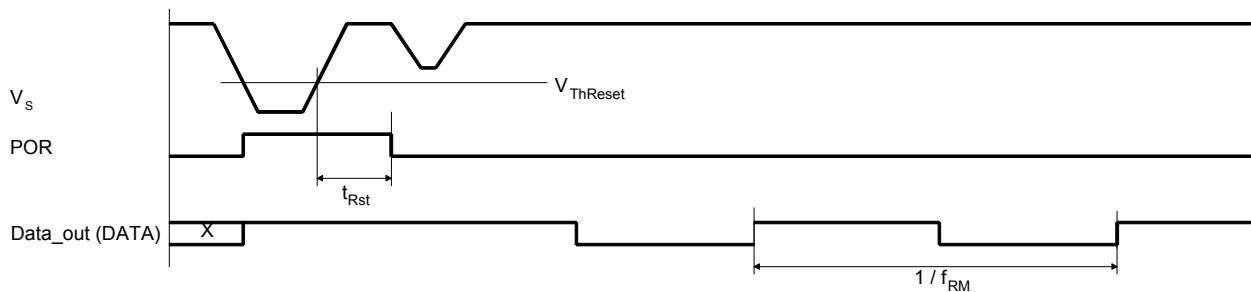 V_S
V_ThReset
POR
t_Rst
Data_out (DATA)
X
1 / f_RM